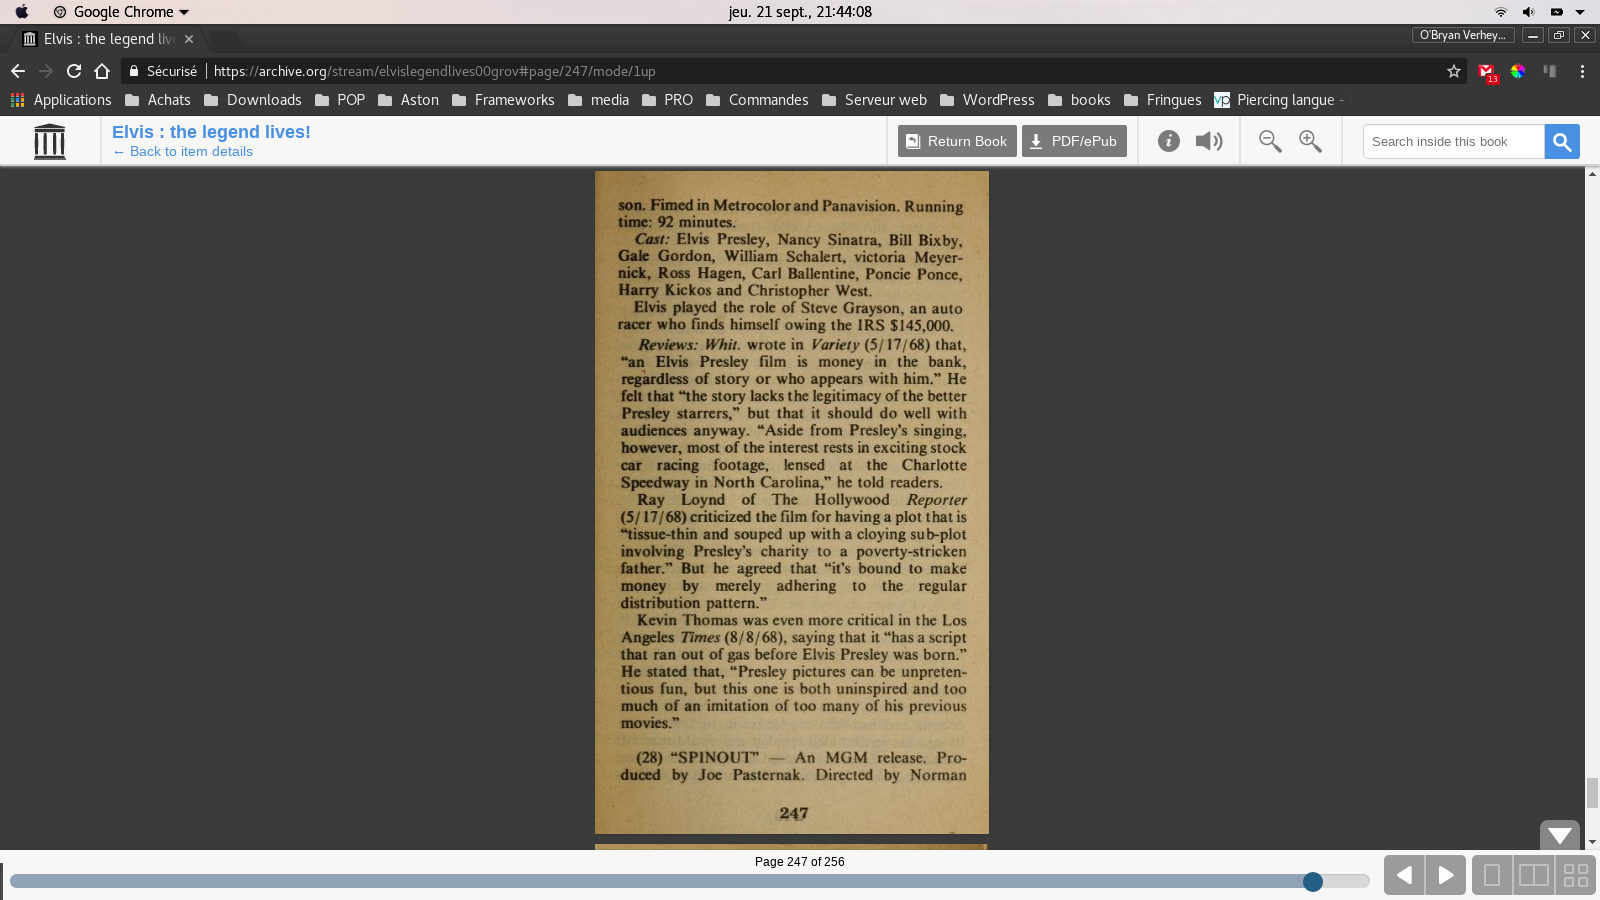 Google Chrome
jeu. 21 sept., 21:44:08
Elvis : the legend live
O'Bryan Verhey...
Sécurisé
https://archive.org/stream/elvislegendlives00grov#page/247/mode/1up
13
Applications Achats Downloads POP Aston Frameworks media PRO Commandes Serveur web WordPress books Fringues vp Piercing langue -
Elvis : the legend lives!
← Back to item details
Return Book
PDF/ePub
Search inside this book
son. Fimed in Metrocolor and Panavision. Running
time: 92 minutes.
Cast: Elvis Presley, Nancy Sinatra, Bill Bixby,
Gale Gordon, William Schalert, victoria Meyer-
nick, Ross Hagen, Carl Ballentine, Poncie Ponce,
Harry Kickos and Christopher West.
Elvis played the role of Steve Grayson, an auto
racer who finds himself owing the IRS $145,000.
Reviews: Whit. wrote in Variety (5/17/68) that,
“an Elvis Presley film is money in the bank,
regardless of story or who appears with him.” He
felt that “the story lacks the legitimacy of the better
Presley starrers,” but that it should do well with
audiences anyway. “Aside from Presley’s singing,
however, most of the interest rests in exciting stock
car racing footage, lensed at the Charlotte
Speedway in North Carolina,” he told readers.
Ray Loynd of The Hollywood Reporter
(5/17/68) criticized the film for having a plot that is
“tissue-thin and souped up with a cloying sub-plot
involving Presley’s charity to a poverty-stricken
father.” But he agreed that “it’s bound to make
money by merely adhering to the regular
distribution pattern.”
Kevin Thomas was even more critical in the Los
Angeles Times (8/8/68), saying that it “has a script
that ran out of gas before Elvis Presley was born.”
He stated that, “Presley pictures can be unpreten-
tious fun, but this one is both uninspired and too
much of an imitation of too many of his previous
movies.”
(28) “SPINOUT” — An MGM release. Pro-
duced by Joe Pasternak. Directed by Norman
247
Page 247 of 256